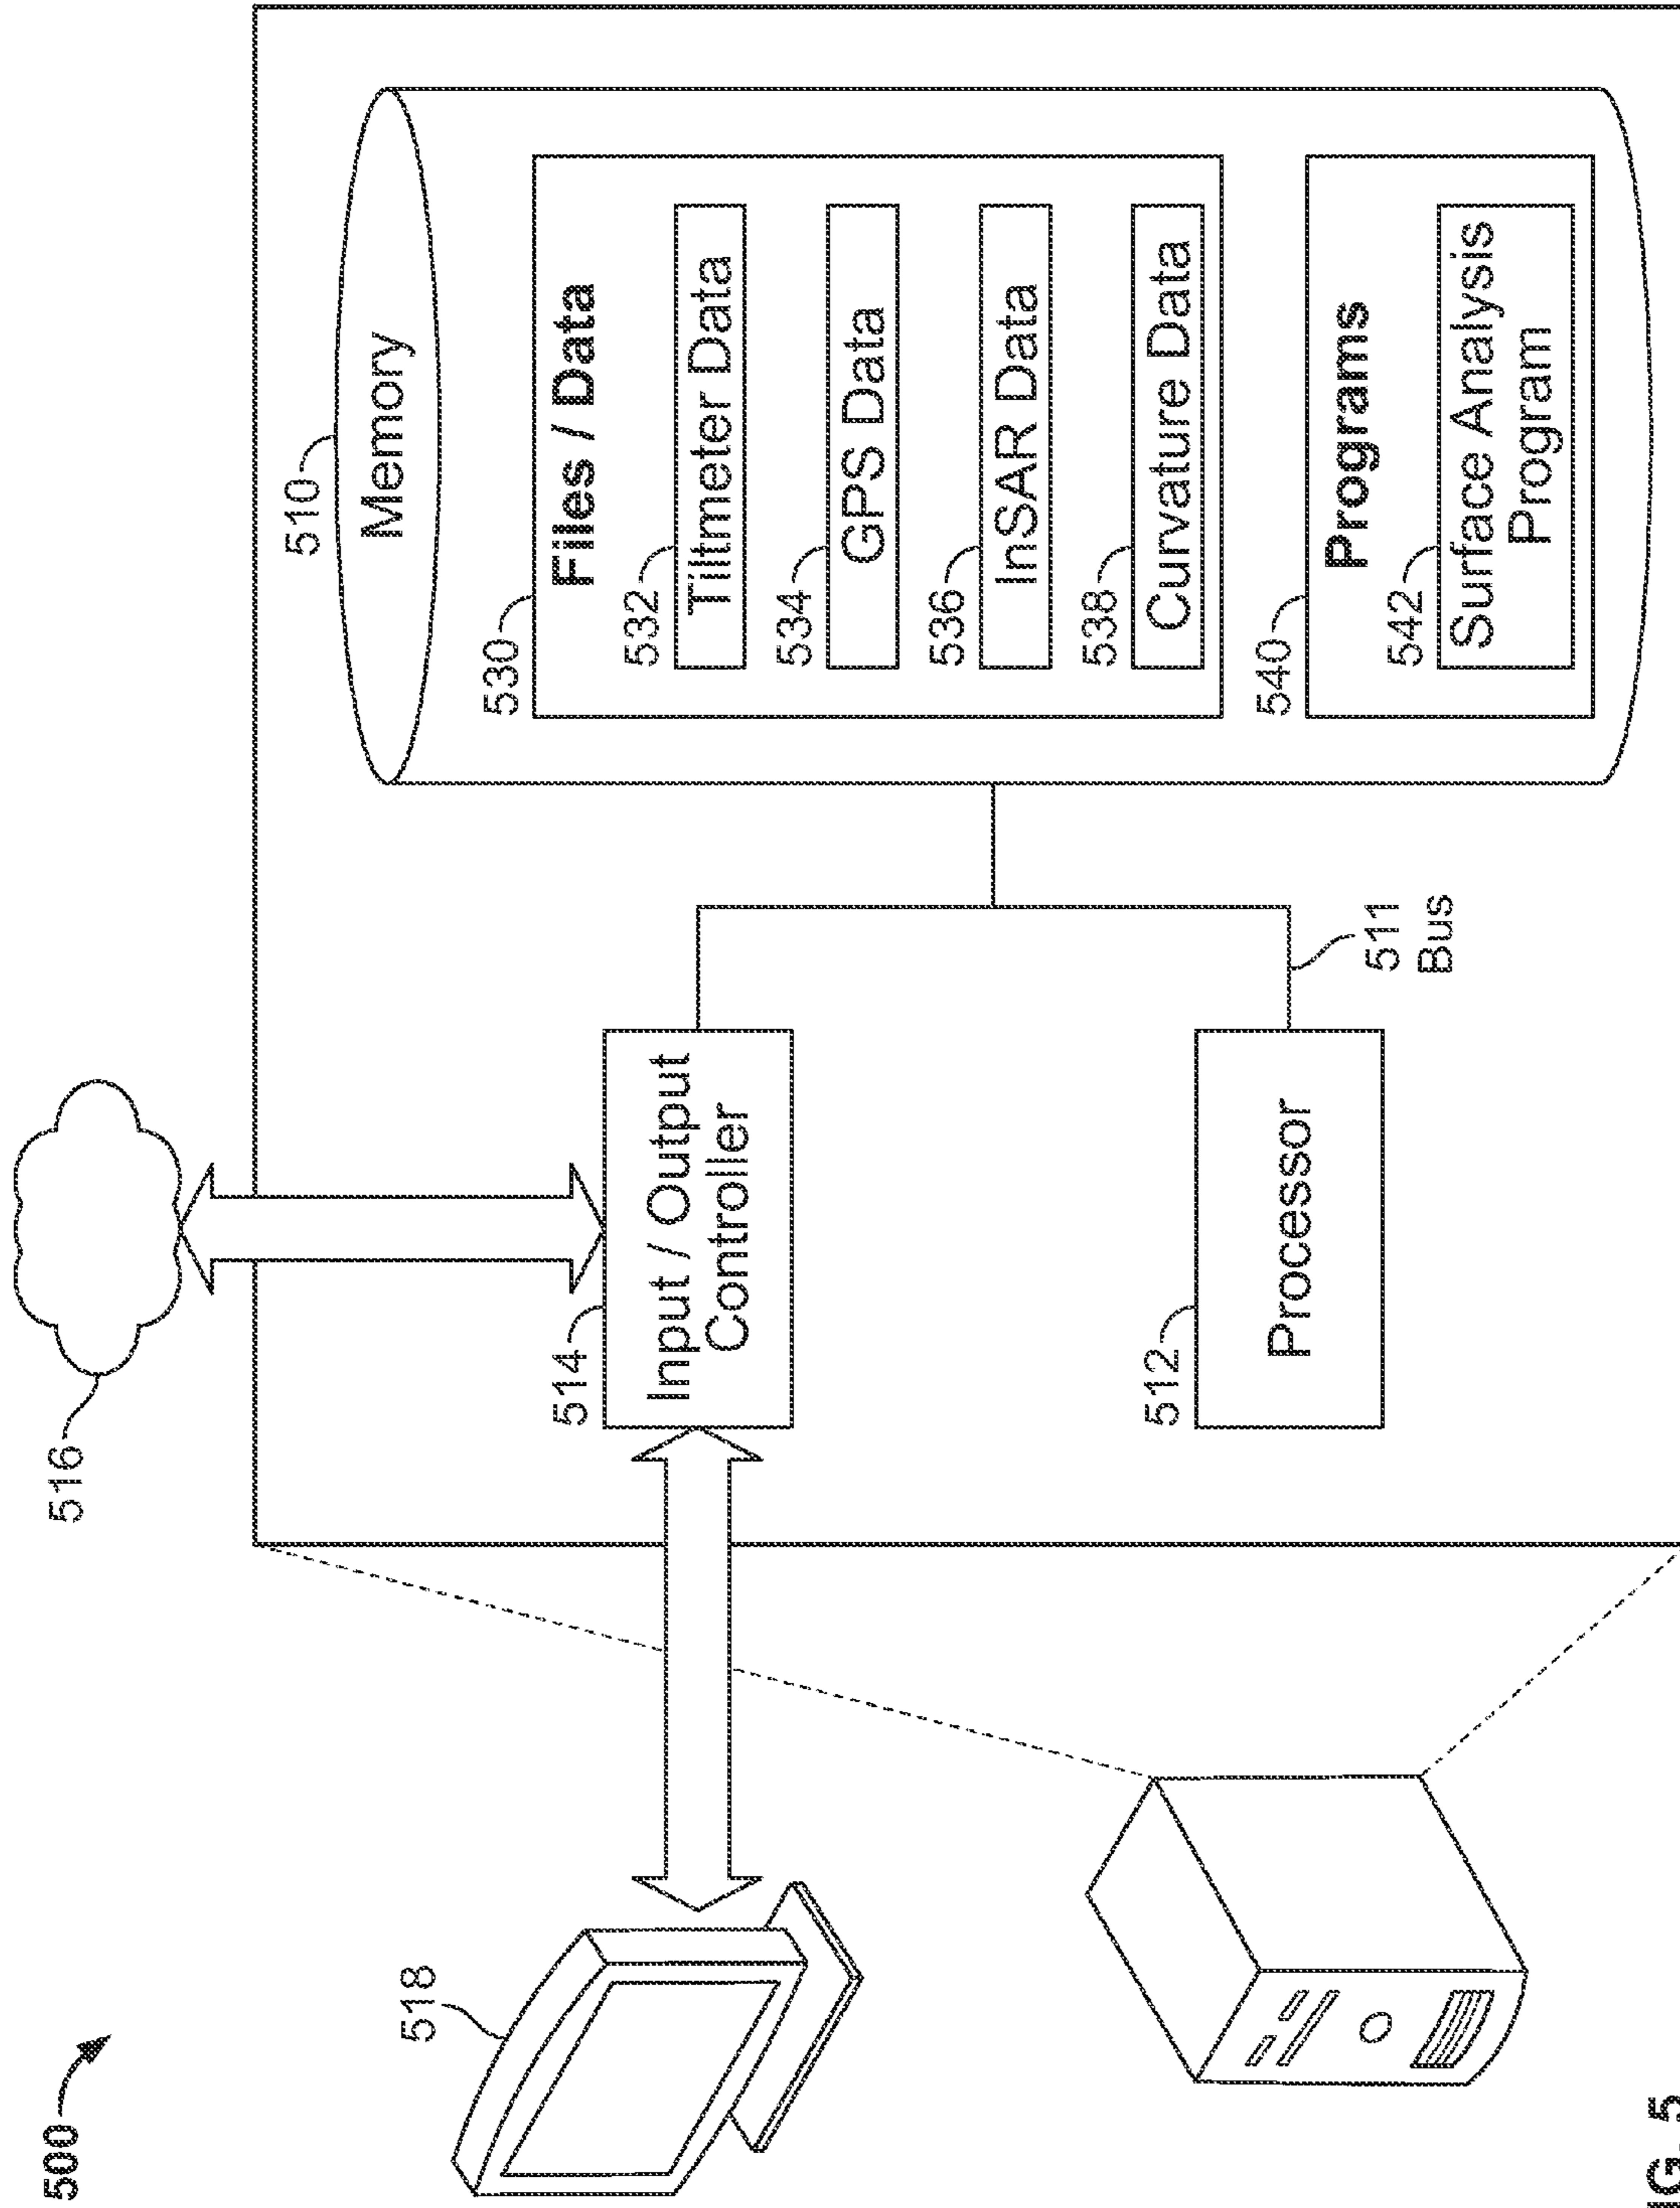 500
516
518
514
Input / Output
Controller
512
Processor
511
Bus
510
Memory
530
Files / Data
532
Tiltmeter Data
534
GPS Data
536
InSAR Data
538
Curvature Data
540
Programs
542
Surface Analysis
Program
5